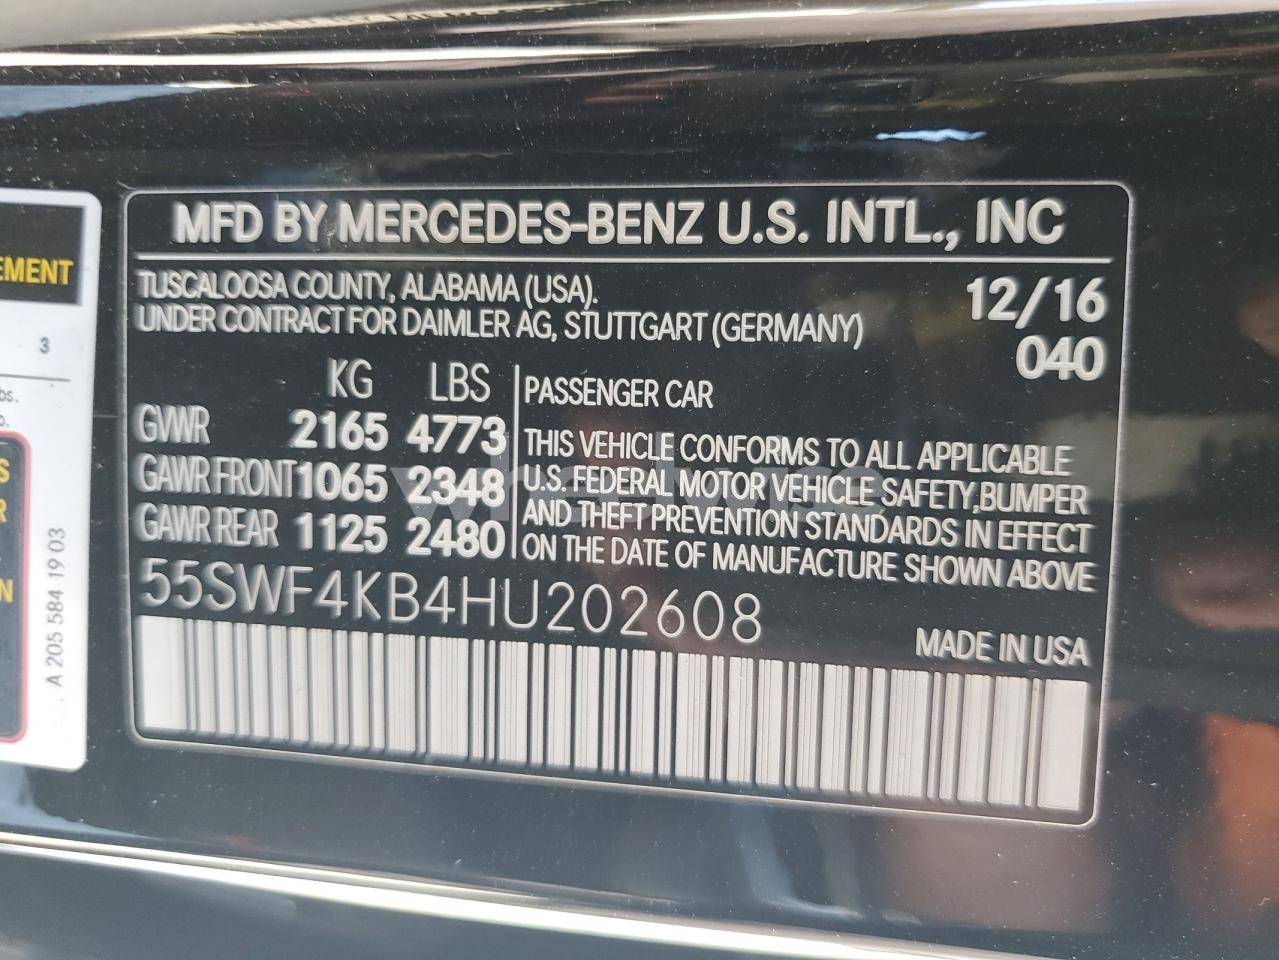 MFD BY MERCEDES-BENZ U.S. INTL., INC
TUSCALOOSA COUNTY, ALABAMA (USA).
UNDER CONTRACT FOR DAIMLER AG, STUTTGART (GERMANY)
12/16
040
KG LBS
GVWR 2165 4773
GAWR FRONT 1065 2348
GAWR REAR 1125 2480
PASSENGER CAR
THIS VEHICLE CONFORMS TO ALL APPLICABLE
U.S. FEDERAL MOTOR VEHICLE SAFETY, BUMPER
AND THEFT PREVENTION STANDARDS IN EFFECT
ON THE DATE OF MANUFACTURE SHOWN ABOVE
55SWF4KB4HU202608
MADE IN USA
EMENT
3
bs.
A 205 584 19 03